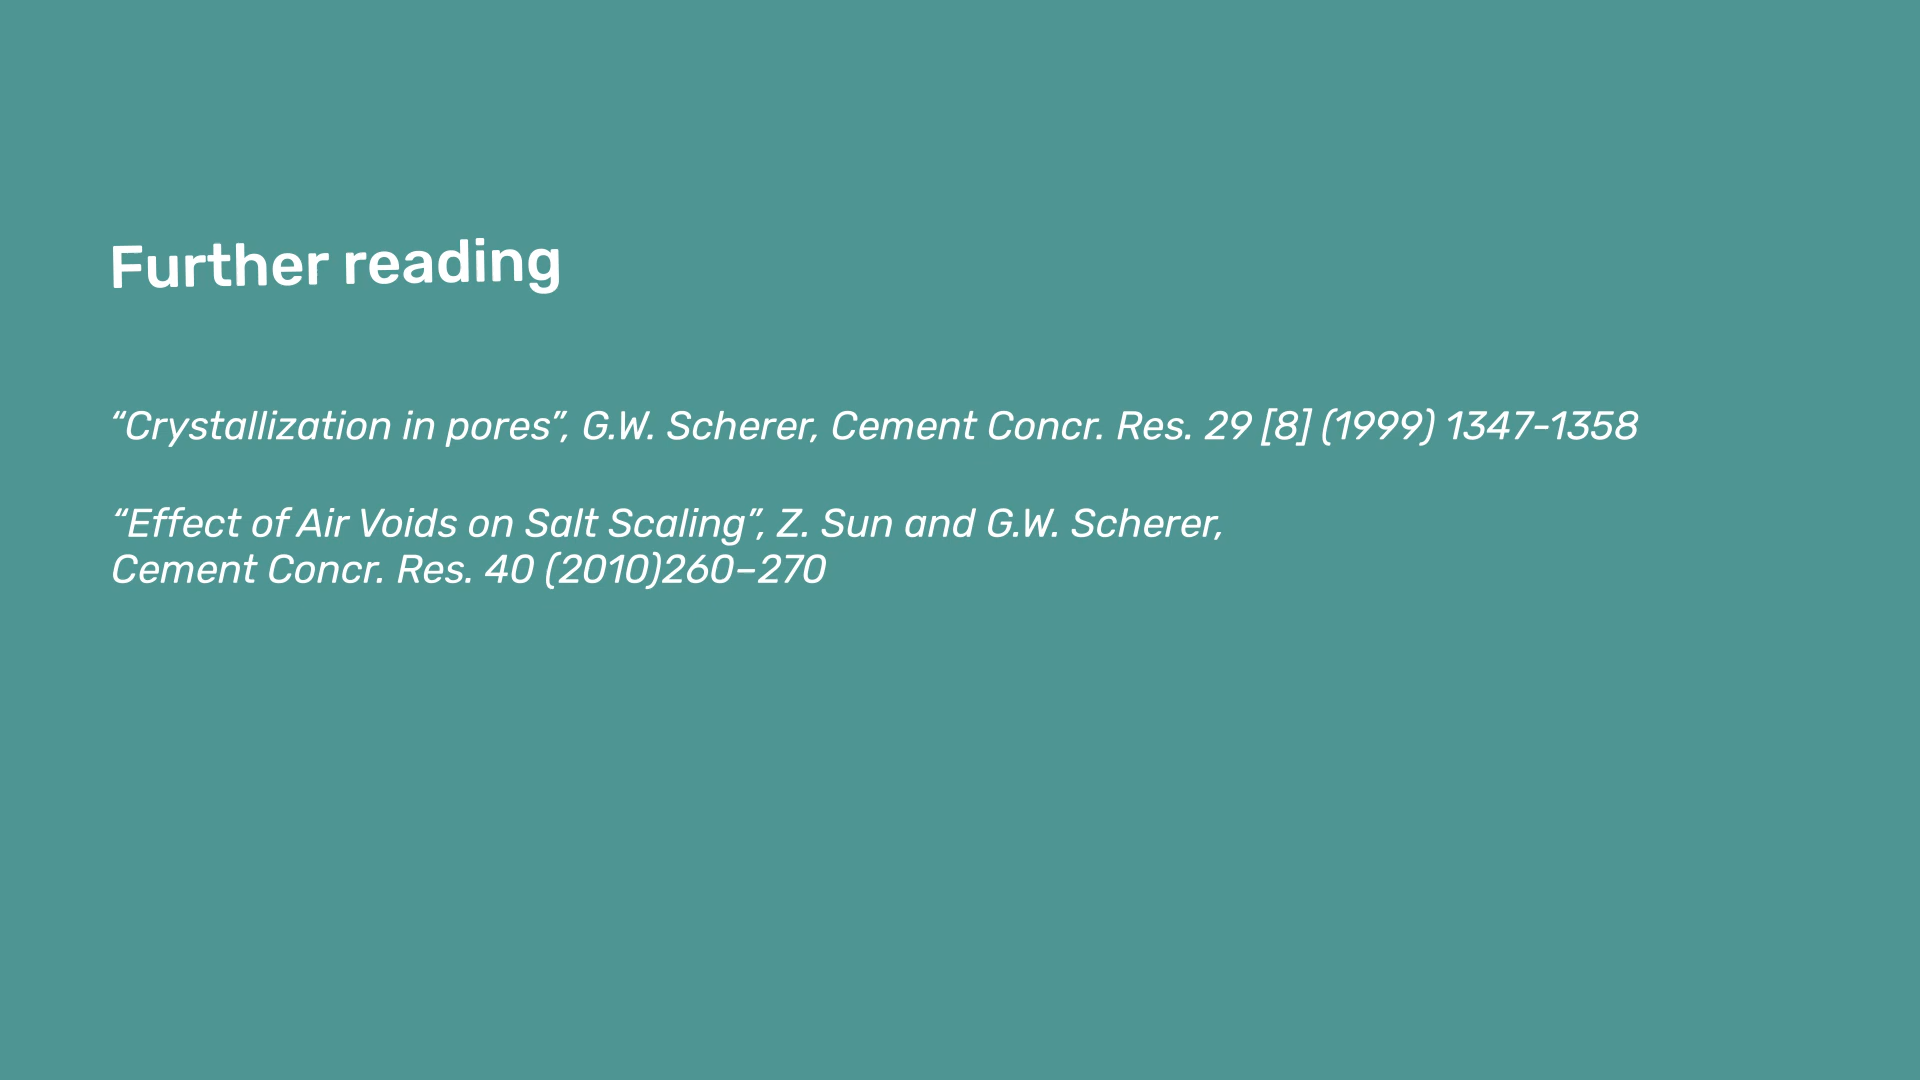 Further reading
“Crystallization in pores”, G.W. Scherer, Cement Concr. Res. 29 [8] (1999) 1347-1358
“Effect of Air Voids on Salt Scaling”, Z. Sun and G.W. Scherer,
Cement Concr. Res. 40 (2010)260–270